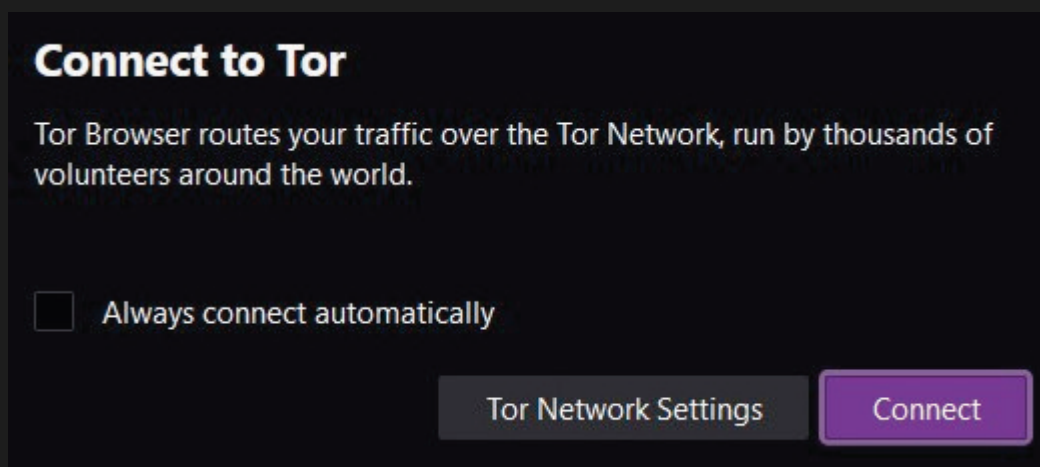 Connect to Tor
Tor Browser routes your traffic over the Tor Network, run by thousands of
volunteers around the world.
Always connect automatically
Tor Network Settings
Connect